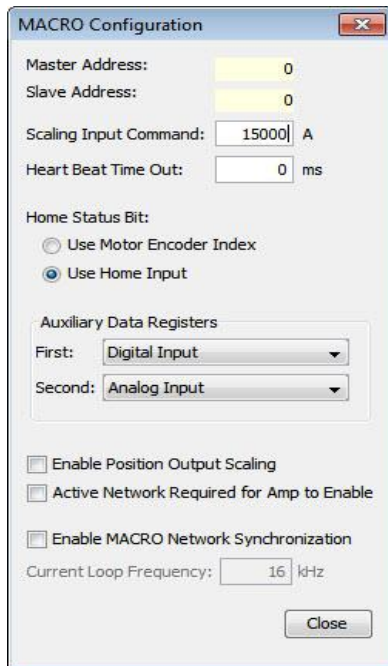 MACRO Configuration
Master Address: 0
Slave Address: 0
Scaling Input Command: 15000 A
Heart Beat Time Out: 0 ms
Home Status Bit:
Use Motor Encoder Index
Use Home Input
Auxiliary Data Registers
First: Digital Input
Second: Analog Input
Enable Position Output Scaling
Active Network Required for Amp to Enable
Enable MACRO Network Synchronization
Current Loop Frequency: 16 kHz
Close